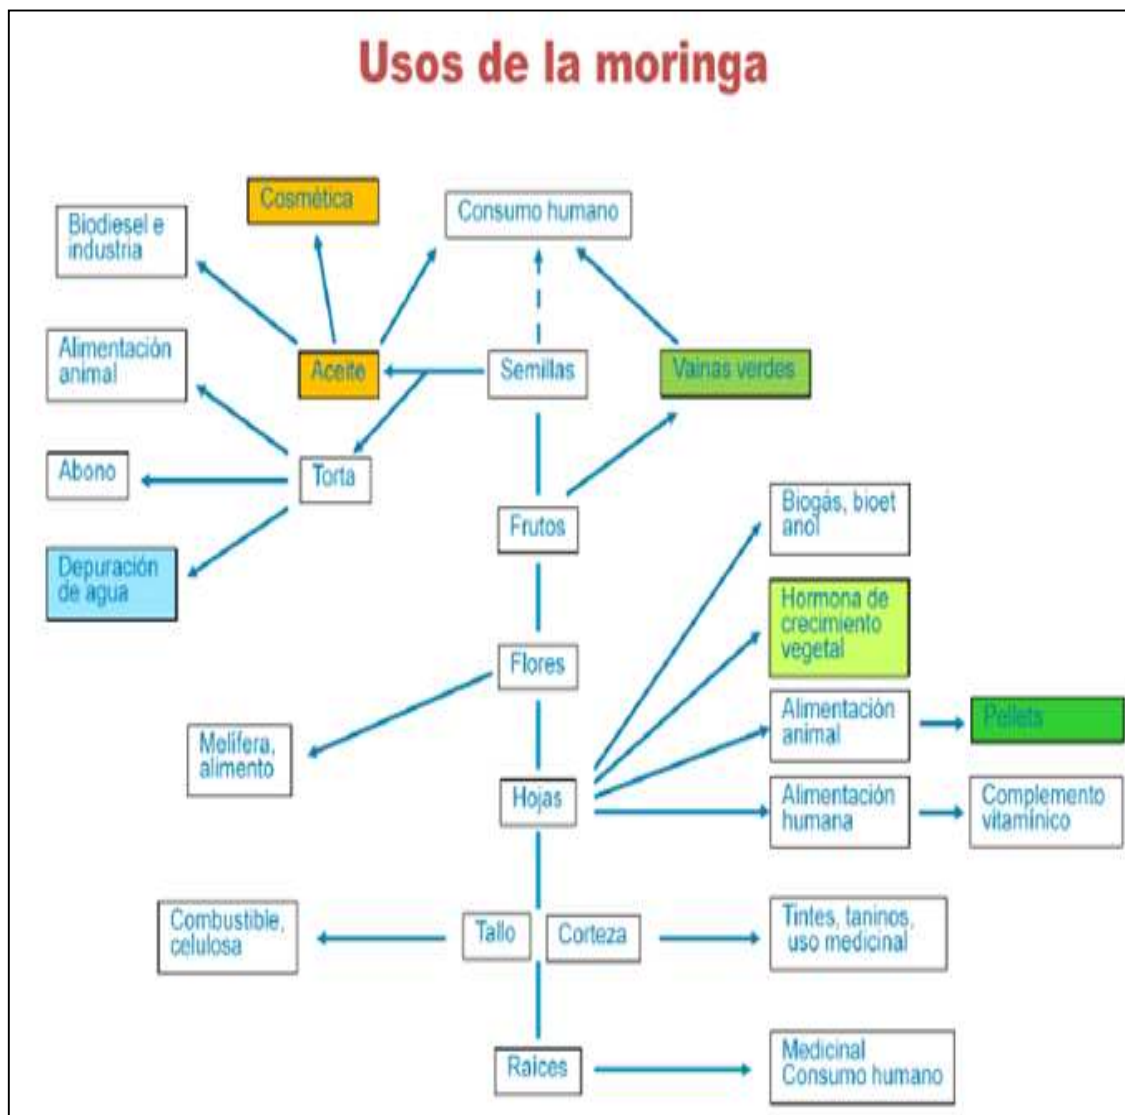 Usos de la moringa
Cosmética
Consumo humano
Biodiesel e
industria
Alimentación
animal
Aceite
Semillas
Vainas verdes
Abono
Torta
Frutos
Biogás, bioet
anol
Depuración
de agua
Hormona de
crecimiento
vegetal
Flores
Melífera,
alimento
Alimentación
animal
Pellets
Hojas
Alimentación
humana
Complemento
vitamínico
Combustible,
celulosa
Tallo
Corteza
Tintes, taninos,
uso medicinal
Raices
Medicinal
Consumo humano